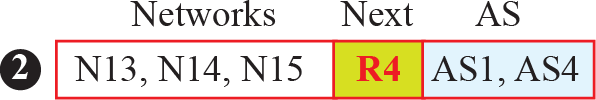 Networks Next AS
2 N13, N14, N15 R4 AS1, AS4